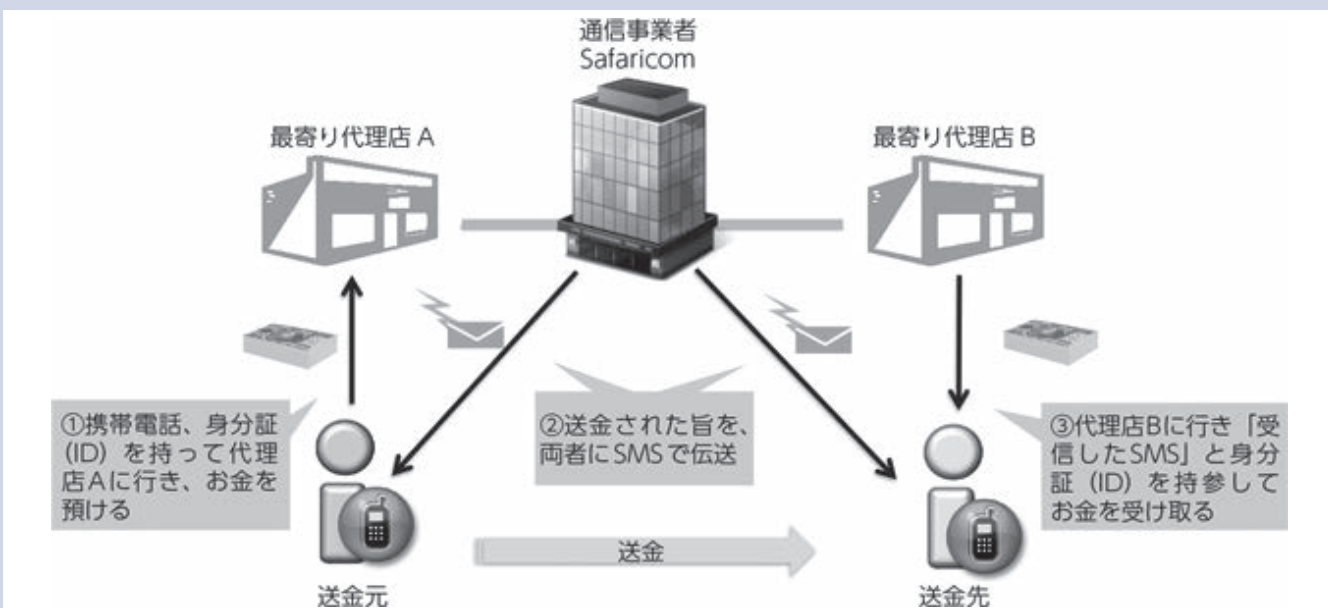 通信事業者
Safaricom
最寄り代理店 A
最寄り代理店 B
①携帯電話、身分証
(ID) を持って代理
店Aに行き、お金を
預ける
②送金された旨を、
両者にSMSで伝送
③代理店Bに行き「受
信したSMS」と身分
証（ID）を持参して
お金を受け取る
送金
送金元
送金先